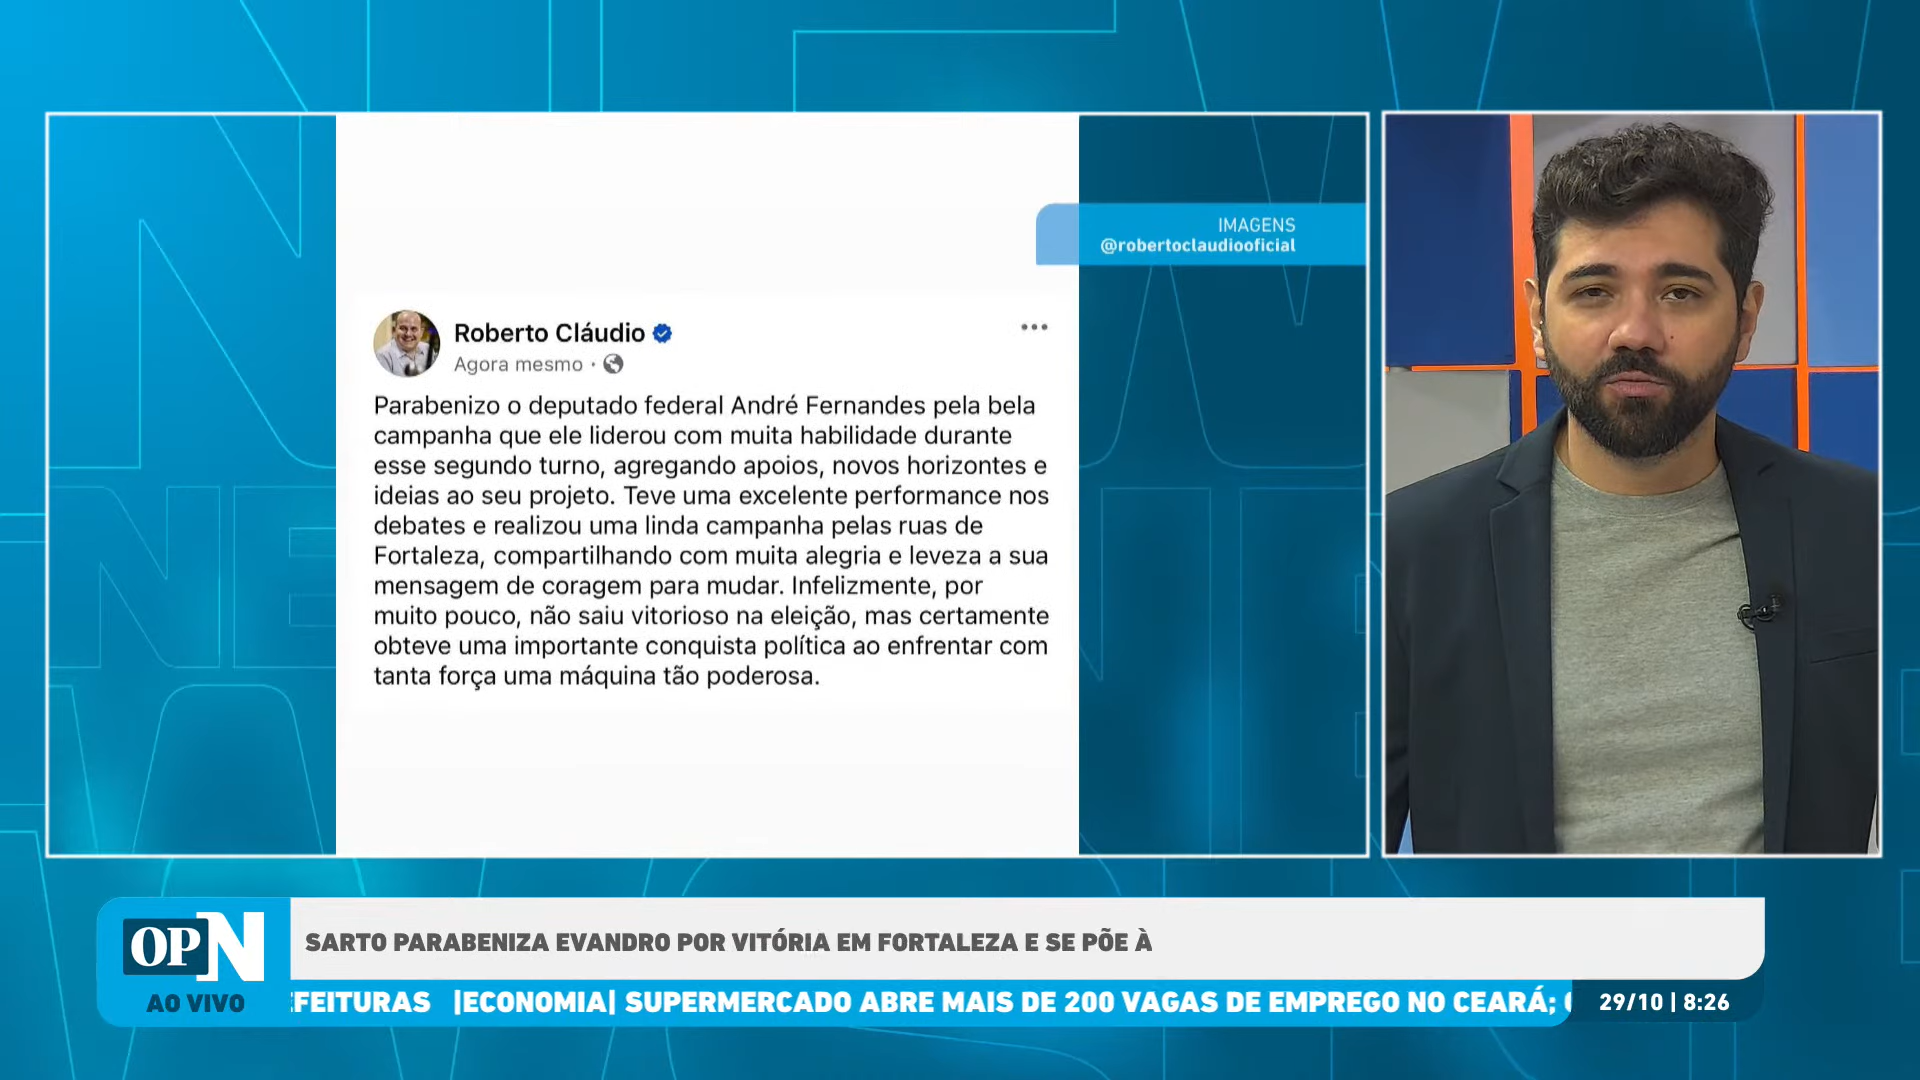 IMAGENS
@robertoclaudiooficial
Roberto Cláudio
Agora mesmo ·
Parabenizo o deputado federal André Fernandes pela bela
campanha que ele liderou com muita habilidade durante
esse segundo turno, agregando apoios, novos horizontes e
ideias ao seu projeto. Teve uma excelente performance nos
debates e realizou uma linda campanha pelas ruas de
Fortaleza, compartilhando com muita alegria e leveza a sua
mensagem de coragem para mudar. Infelizmente, por
muito pouco, não saiu vitorioso na eleição, mas certamente
obteve uma importante conquista política ao enfrentar com
tanta força uma máquina tão poderosa.
OPN
SARTO PARABENIZA EVANDRO POR VITÓRIA EM FORTALEZA E SE PÕE À
AO VIVO
EFEITURAS |ECONOMIA| SUPERMERCADO ABRE MAIS DE 200 VAGAS DE EMPREGO NO CEARÁ;
29/10 | 8:26